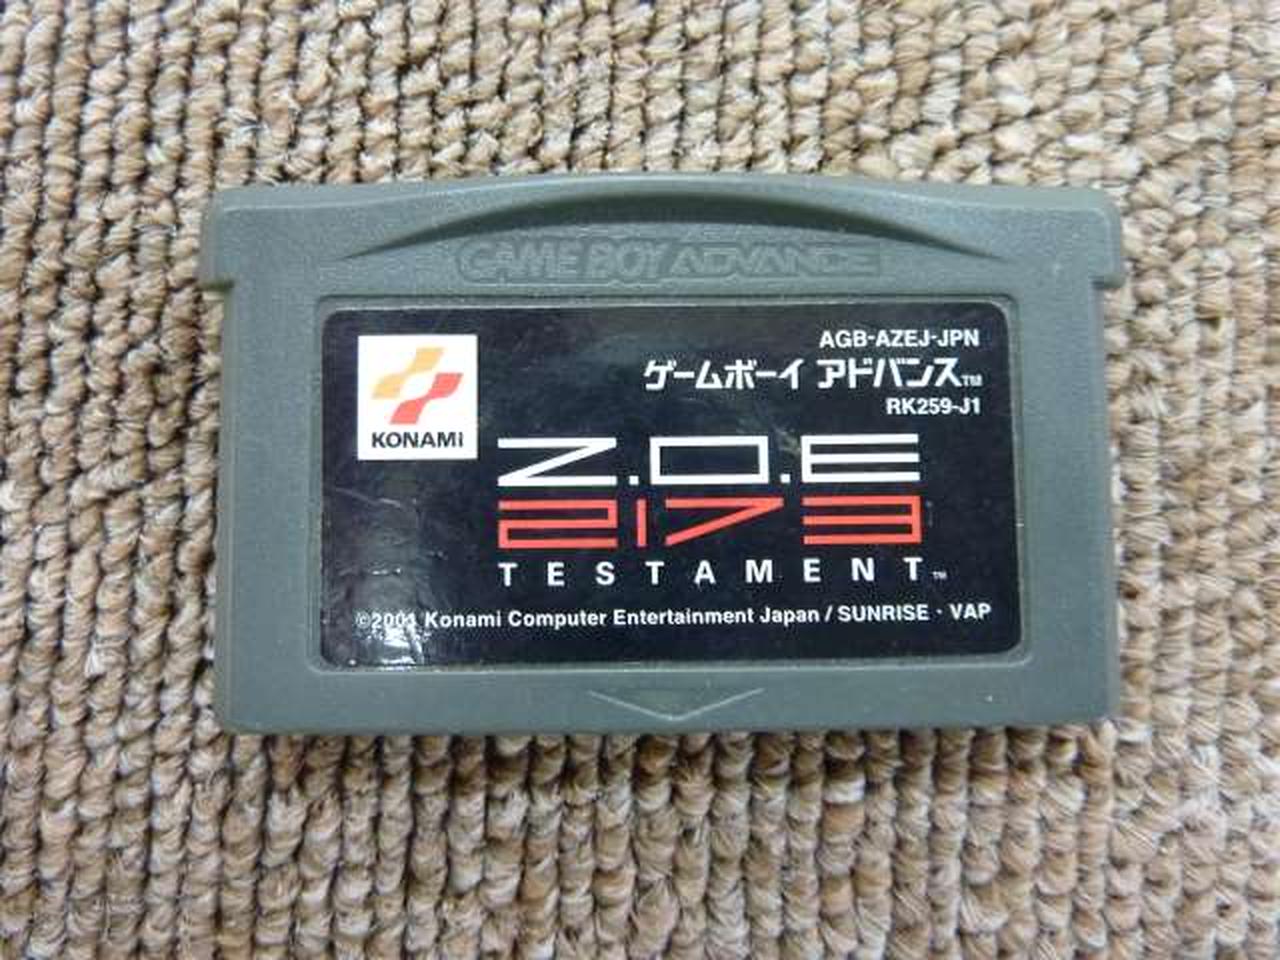 GAME BOY ADVANCE
AGB-AZEJ-JPN
ゲームボーイ アドバンス™
RK259-J1
KONAMI
Z.O.E
2173
TESTAMENT™
©2001 Konami Computer Entertainment Japan / SUNRISE・VAP